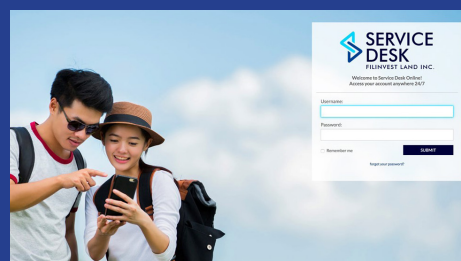 SERVICE
DESK
FILINVEST LAND INC.
Welcome to Service Desk Online!
Access your account anywhere 24/7
Username:
Password:
Remember me
SUBMIT
Forgot your password?